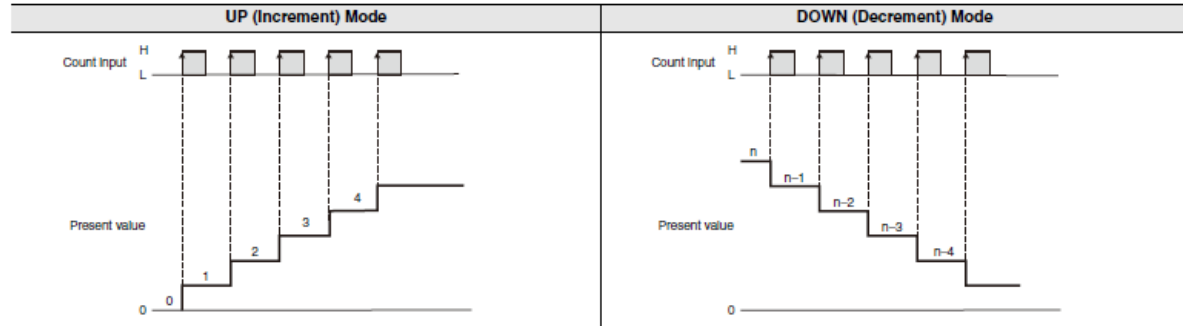 UP (Increment) Mode
Count Input
H
L
Present value
0
1
2
3
4
0
DOWN (Decrement) Mode
Count Input
H
L
Present value
n
n–1
n–2
n–3
n–4
0